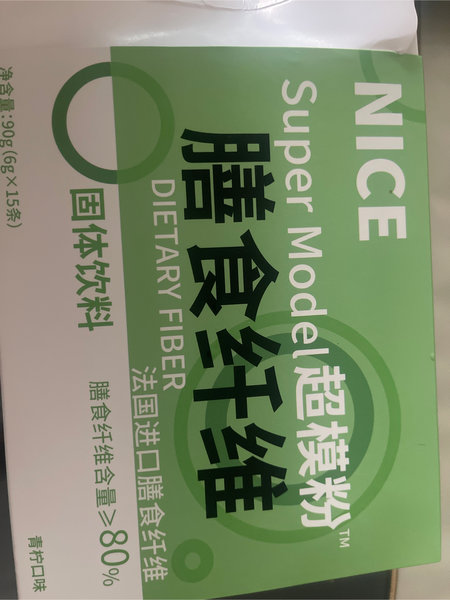 NICE
Super Model超模粉™
膳食纤维
DIETARY FIBER
法国进口膳食纤维
固体饮料
膳食纤维含量≥80%
净含量:90g(6g×15条)
青柠口味